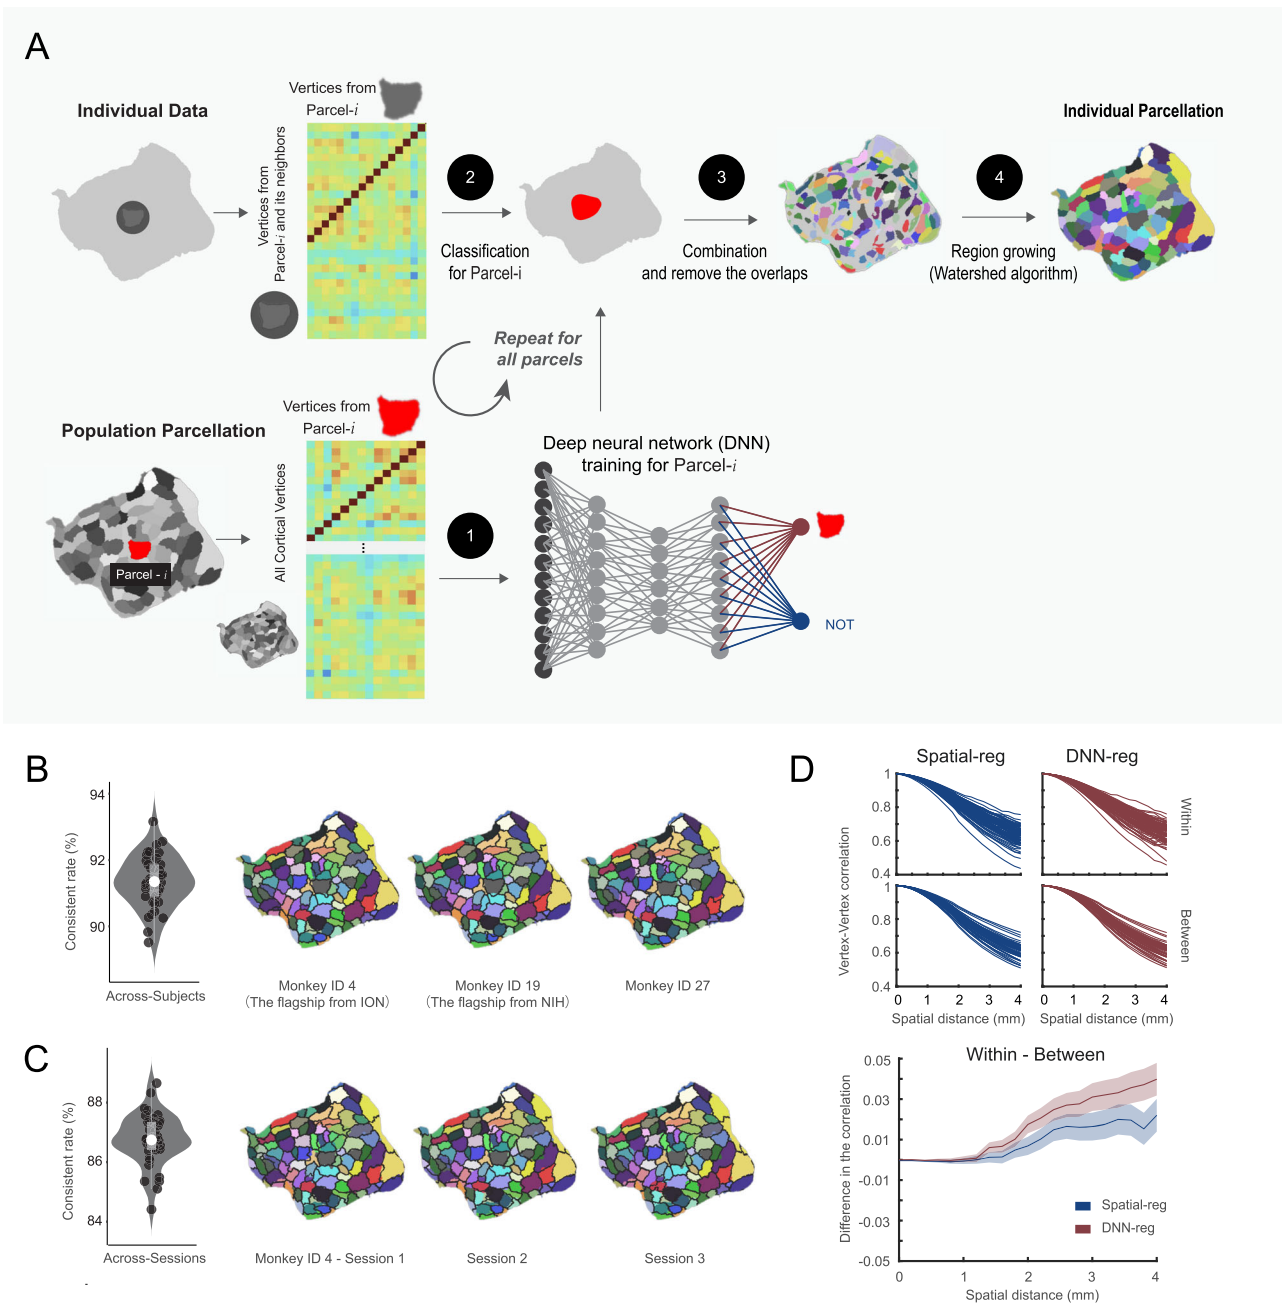 A
Individual Data
Vertices from
Parcel-i
Vertices from
Parcel-i and its neighbors
2
Classification
for Parcel-i
3
Combination
and remove the overlaps
4
Region growing
(Watershed algorithm)
Individual Parcellation
Repeat for
all parcels
Population Parcellation
Parcel - i
Vertices from
Parcel-i
All Cortical Vertices
⋮
1
Deep neural network (DNN)
training for Parcel-i
NOT
B
94
92
90
Consistent rate (%)
Across-Subjects
Monkey ID 4
(The flagship from ION)
Monkey ID 19
(The flagship from NIH)
Monkey ID 27
C
88
86
84
Consistent rate (%)
Across-Sessions
Monkey ID 4 - Session 1
Session 2
Session 3
D
Spatial-reg
DNN-reg
Within
Between
Vertex-Vertex correlation
1
0.8
0.6
0.4
1
0.8
0.6
0.4
0 1 2 3 4
0 1 2 3 4
Spatial distance (mm)
Spatial distance (mm)
Within - Between
Difference in the correlation
0.05
0.03
0.01
-0.01
-0.03
-0.05
Spatial-reg
DNN-reg
0 1 2 3 4
Spatial distance (mm)